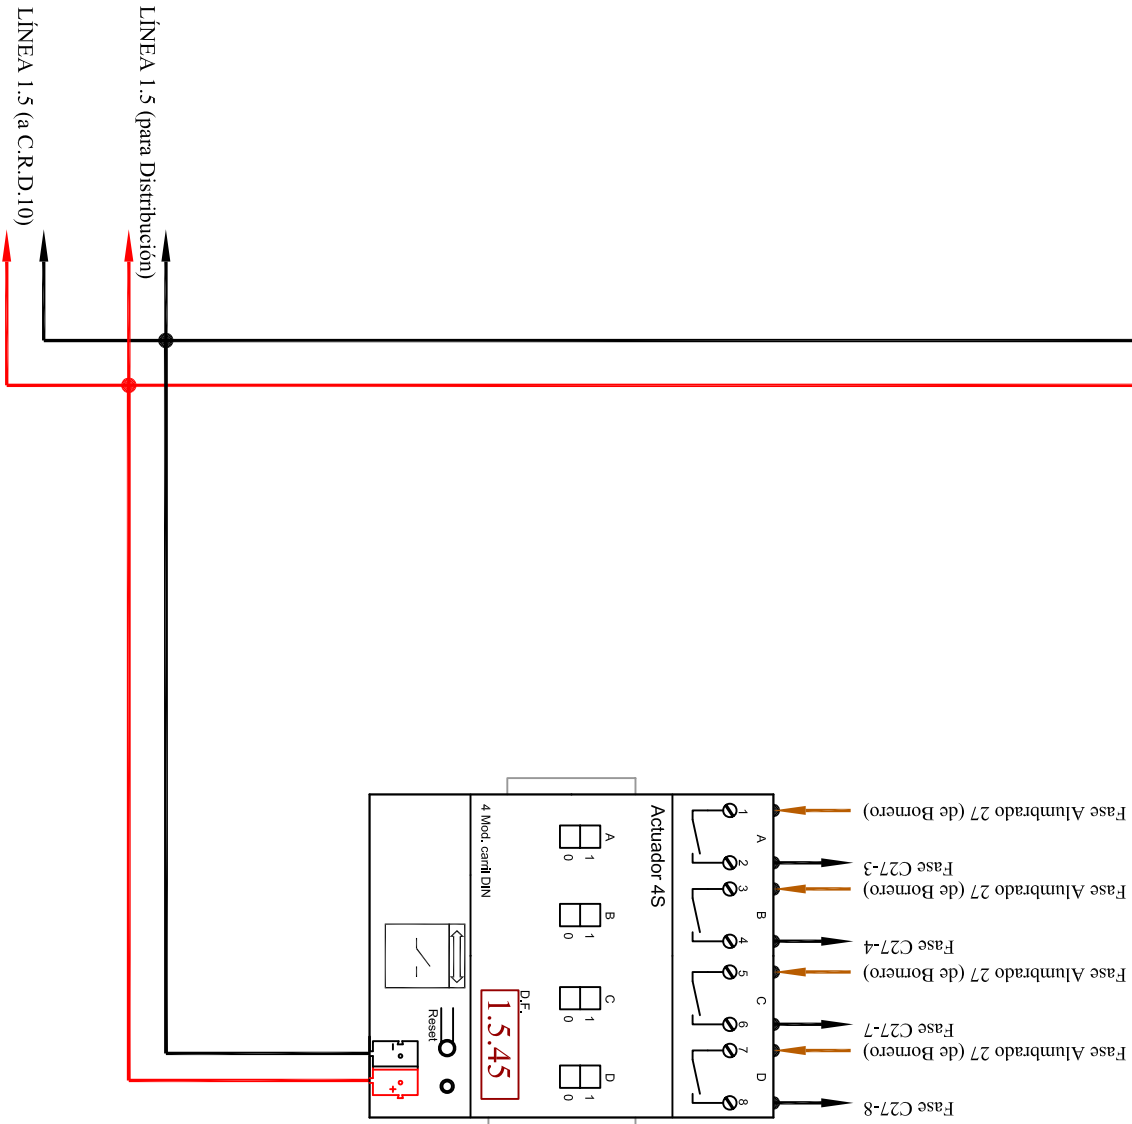 LÍNEA 1.5 (a C.R.D.10)
LÍNEA 1.5 (para Distribución)
Actuador 4S
4 Mod. carril DIN
D.F.
1.5.45
Reset
- +
A
1
0
B
1
0
C
1
0
D
1
0
1
A
2
3
B
4
5
C
6
7
D
8
Fase Alumbrado 27 (de Bornero)
Fase C27-3
Fase Alumbrado 27 (de Bornero)
Fase C27-4
Fase Alumbrado 27 (de Bornero)
Fase C27-7
Fase Alumbrado 27 (de Bornero)
Fase C27-8